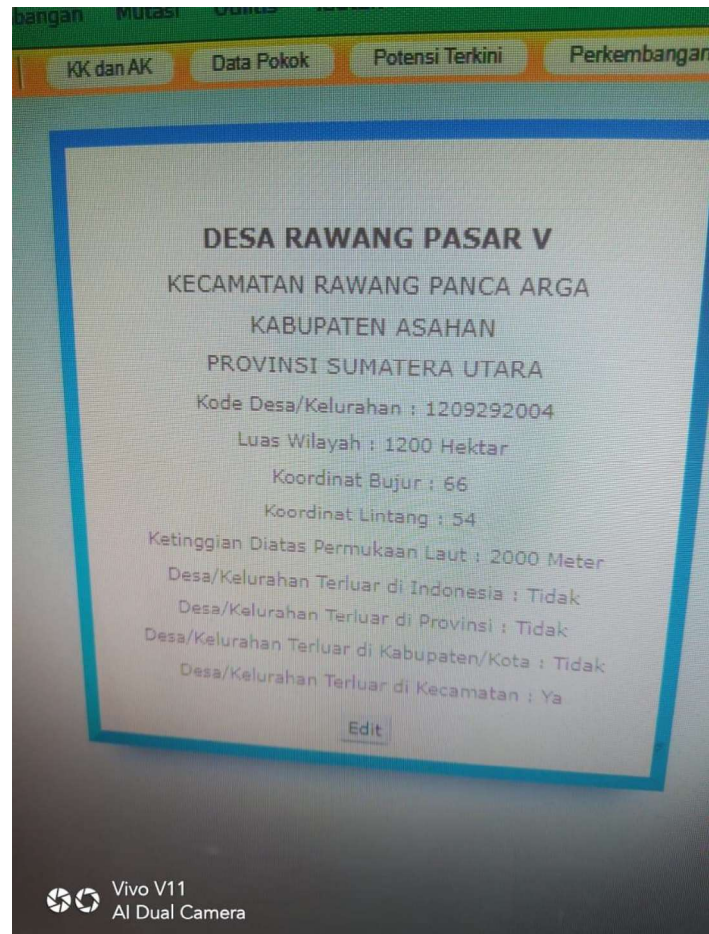 bangan Mutasi
KK dan AK Data Pokok Potensi Terkini Perkembangan
DESA RAWANG PASAR V
KECAMATAN RAWANG PANCA ARGA
KABUPATEN ASAHAN
PROVINSI SUMATERA UTARA
Kode Desa/Kelurahan : 1209292004
Luas Wilayah : 1200 Hektar
Koordinat Bujur : 66
Koordinat Lintang : 54
Ketinggian Diatas Permukaan Laut : 2000 Meter
Desa/Kelurahan Terluar di Indonesia : Tidak
Desa/Kelurahan Terluar di Provinsi : Tidak
Desa/Kelurahan Terluar di Kabupaten/Kota : Tidak
Desa/Kelurahan Terluar di Kecamatan : Ya
Edit
Vivo V11
AI Dual Camera